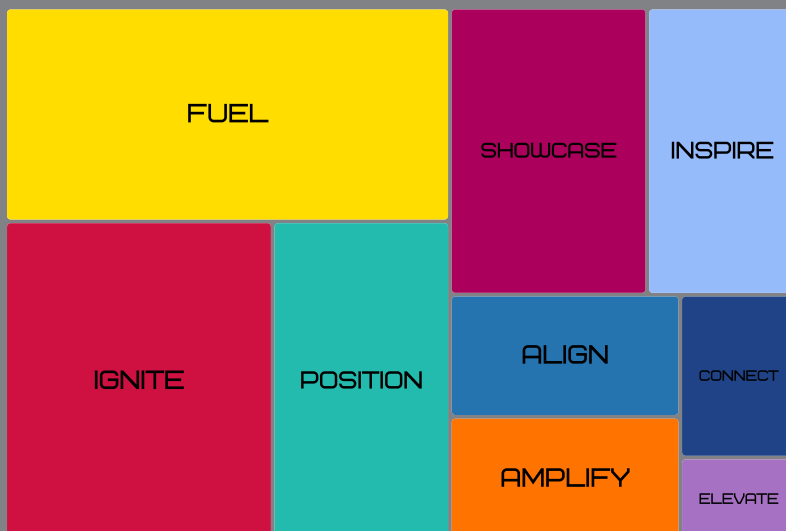 FUEL
SHOWCASE
INSPIRE
IGNITE
POSITION
ALIGN
CONNECT
AMPLIFY
ELEVATE